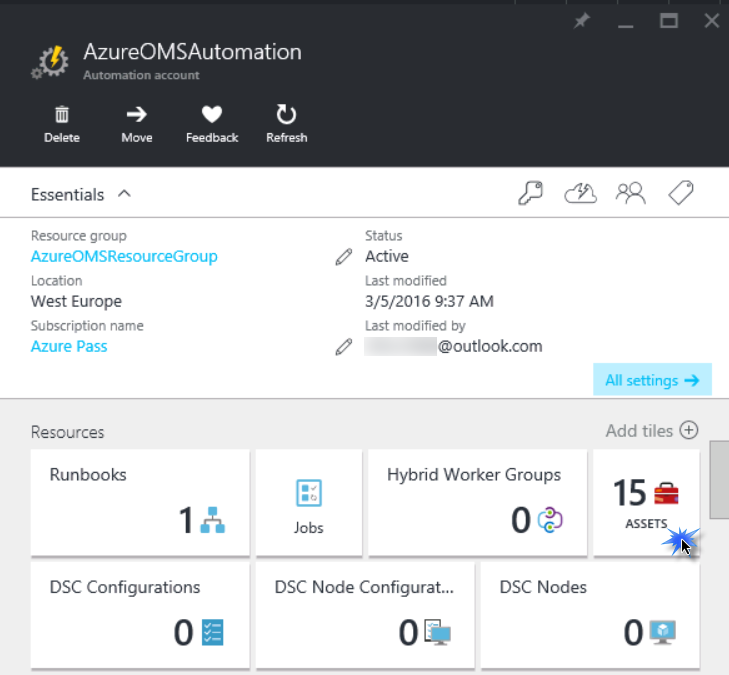 AzureOMSAutomation
Automation account
Delete
Move
Feedback
Refresh
Essentials
Resource group
AzureOMSResourceGroup
Status
Active
Location
West Europe
Last modified
3/5/2016 9:37 AM
Subscription name
Azure Pass
Last modified by
@outlook.com
All settings
Resources
Add tiles
Runbooks
1
Jobs
Hybrid Worker Groups
0
15
ASSETS
DSC Configurations
0
DSC Node Configurat...
0
DSC Nodes
0